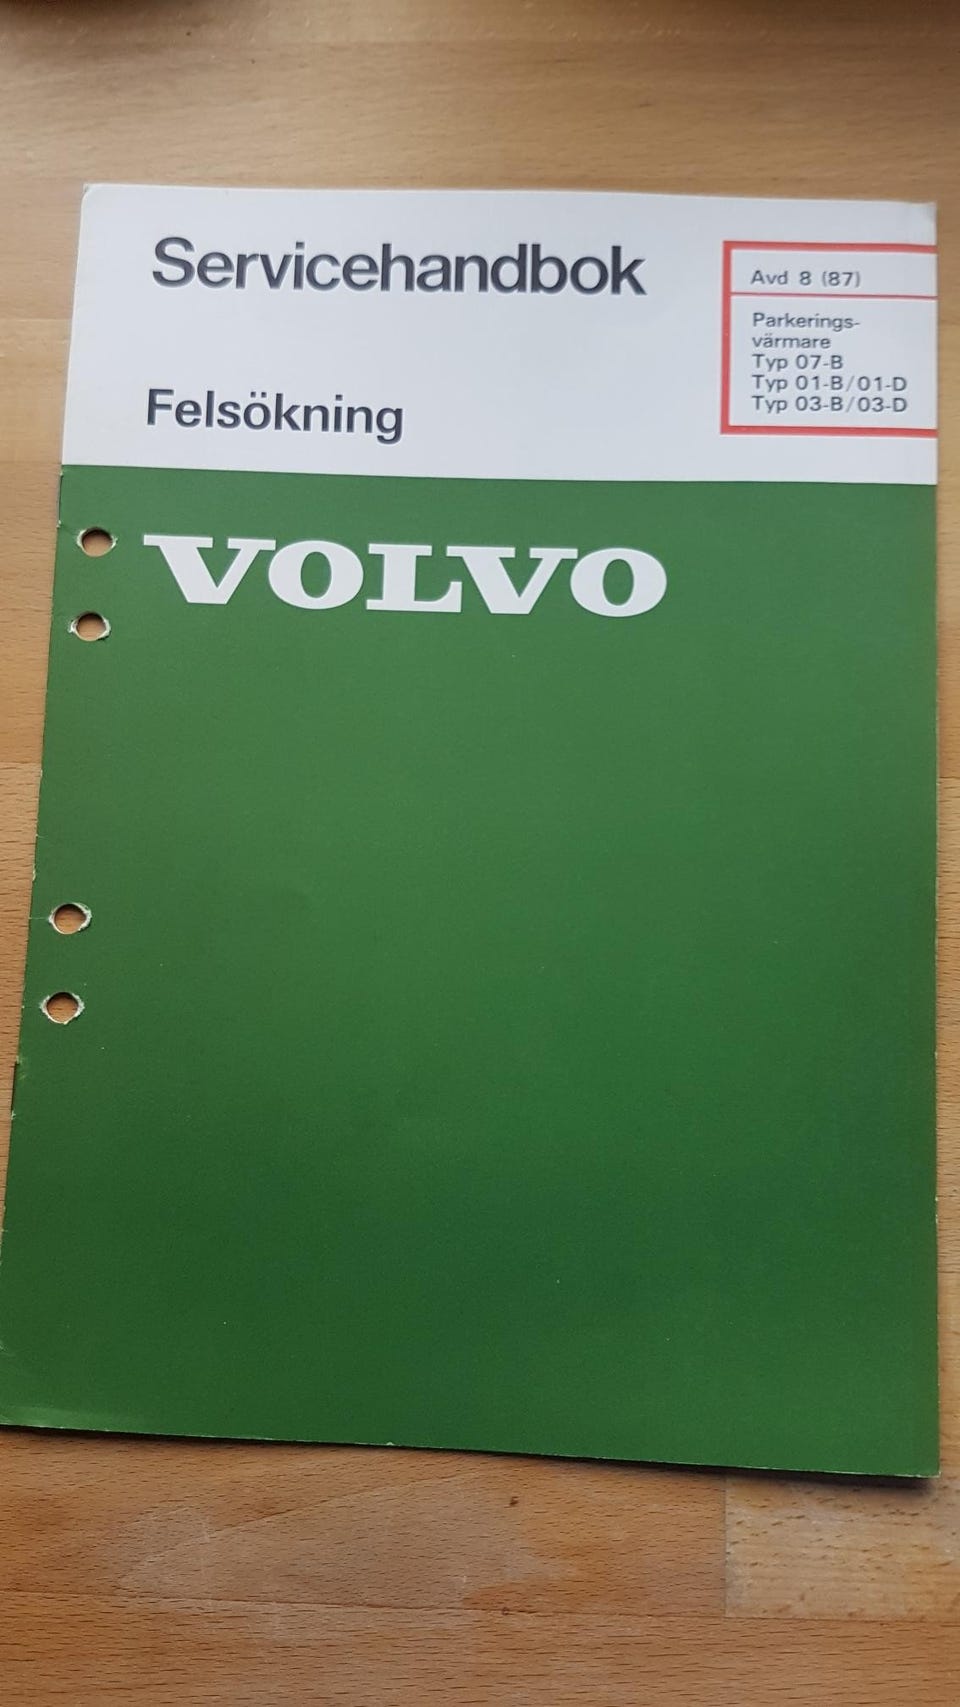 Servicehandbok
Felsökning
Avd 8 (87)
Parkerings-
värmare
Typ 07-B
Typ 01-B/01-D
Typ 03-B/03-D
VOLVO